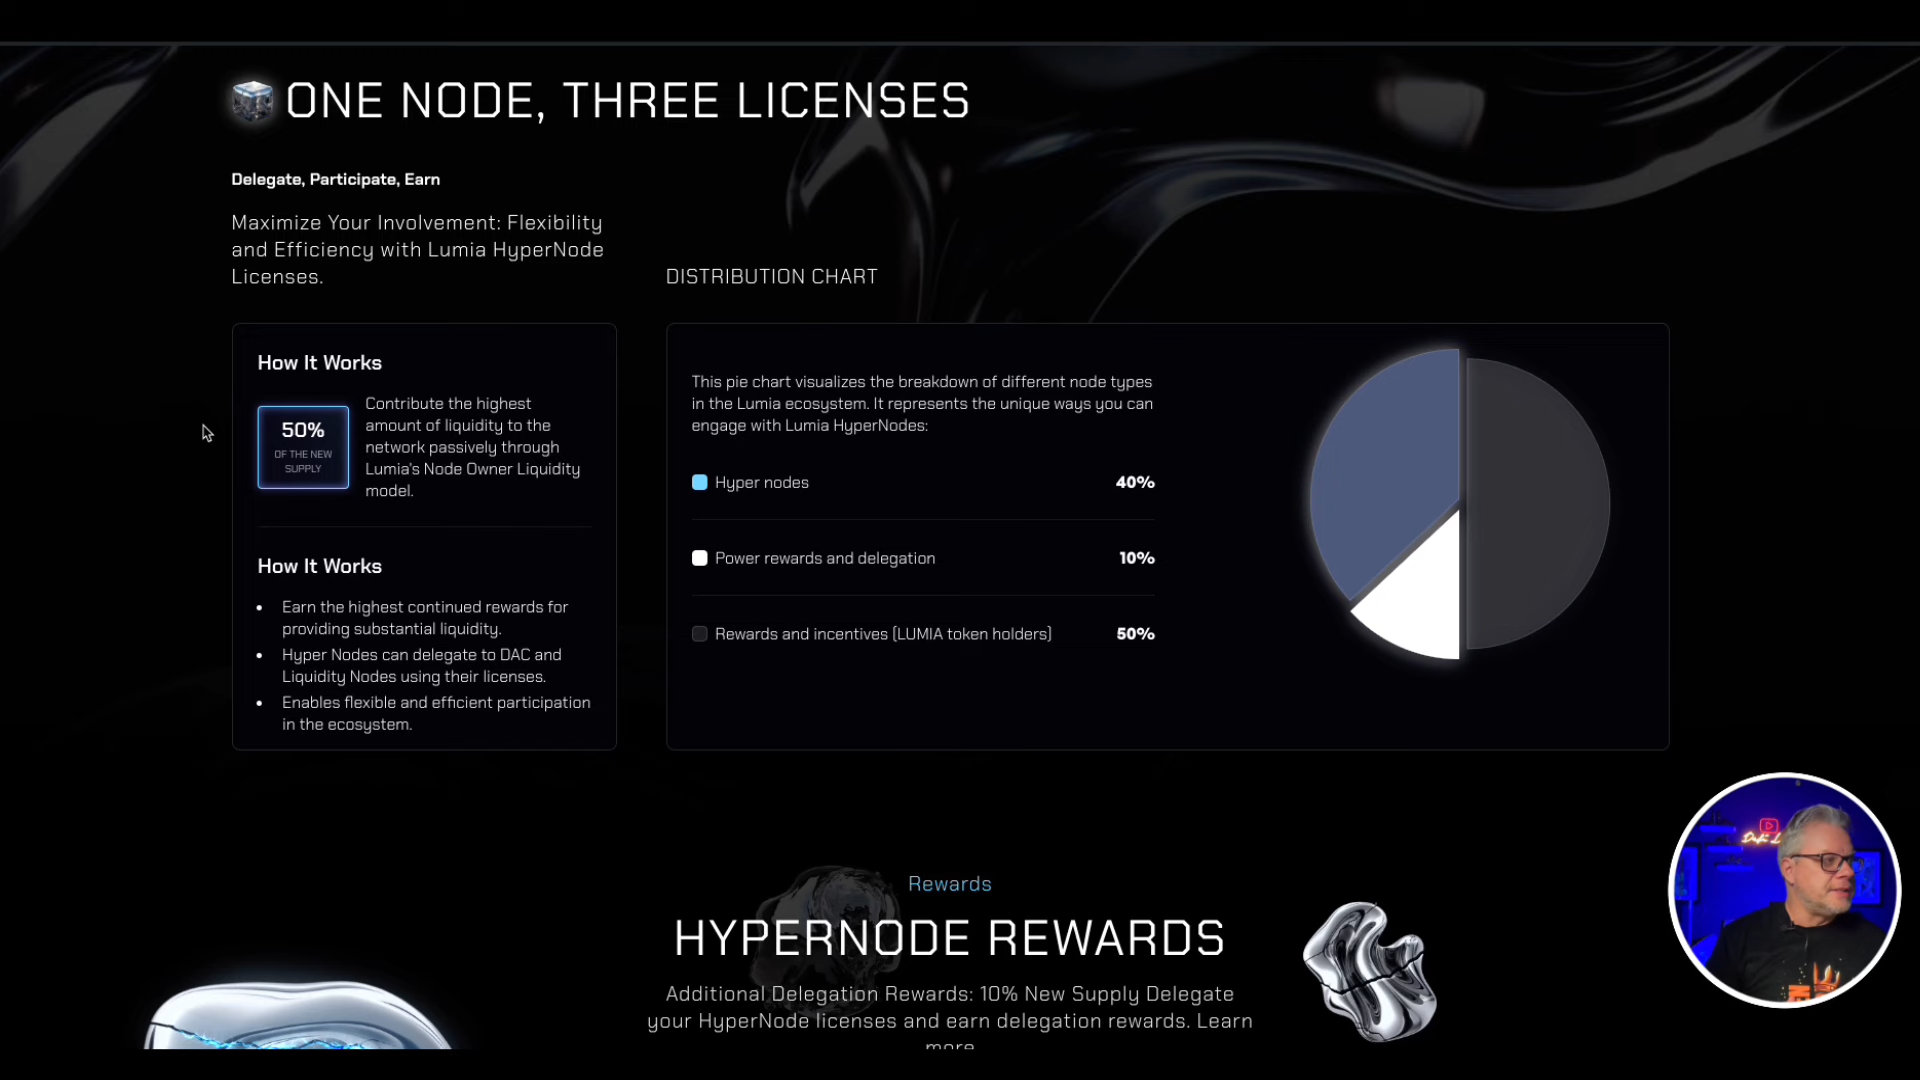 ONE NODE, THREE LICENSES
Delegate, Participate, Earn
Maximize Your Involvement: Flexibility
and Efficiency with Lumia HyperNode
Licenses.
How It Works
50%
OF THE NEW
SUPPLY
Contribute the highest
amount of liquidity to the
network passively through
Lumia's Node Owner Liquidity
model.
How It Works
• Earn the highest continued rewards for
providing substantial liquidity.
• Hyper Nodes can delegate to DAC and
Liquidity Nodes using their licenses.
• Enables flexible and efficient participation
in the ecosystem.
DISTRIBUTION CHART
This pie chart visualizes the breakdown of different node types
in the Lumia ecosystem. It represents the unique ways you can
engage with Lumia HyperNodes:
Hyper nodes 40%
Power rewards and delegation 10%
Rewards and incentives (LUMIA token holders) 50%
Rewards
HYPERNODE REWARDS
Additional Delegation Rewards: 10% New Supply Delegate
your HyperNode licenses and earn delegation rewards. Learn
more